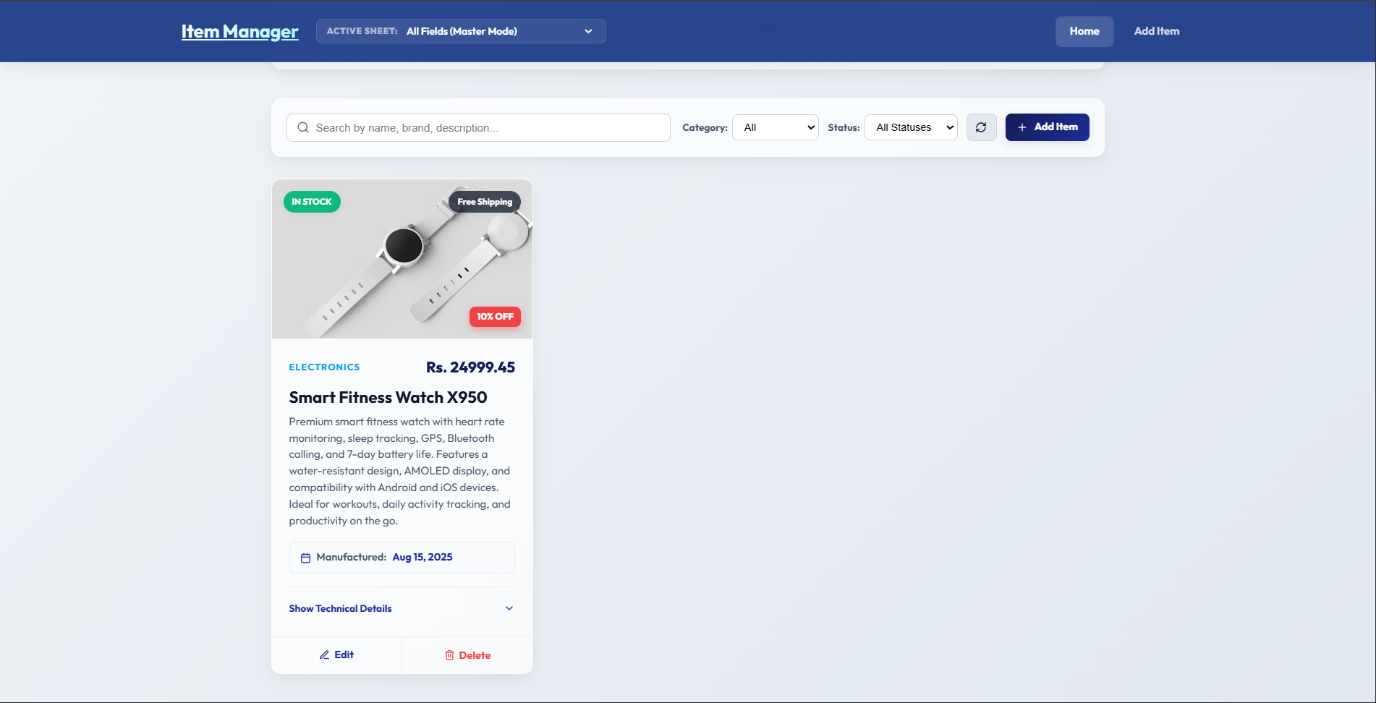 Item Manager
ACTIVE SHEET: All Fields (Master Mode)
Home
Add Item
Search by name, brand, description...
Category: All
Status: All Statuses
+ Add Item
IN STOCK
Free Shipping
10% OFF
ELECTRONICS
Rs. 24999.45
Smart Fitness Watch X950
Premium smart fitness watch with heart rate
monitoring, sleep tracking, GPS, Bluetooth
calling, and 7-day battery life. Features a
water-resistant design, AMOLED display, and
compatibility with Android and iOS devices.
Ideal for workouts, daily activity tracking, and
productivity on the go.
Manufactured: Aug 15, 2025
Show Technical Details
Edit
Delete